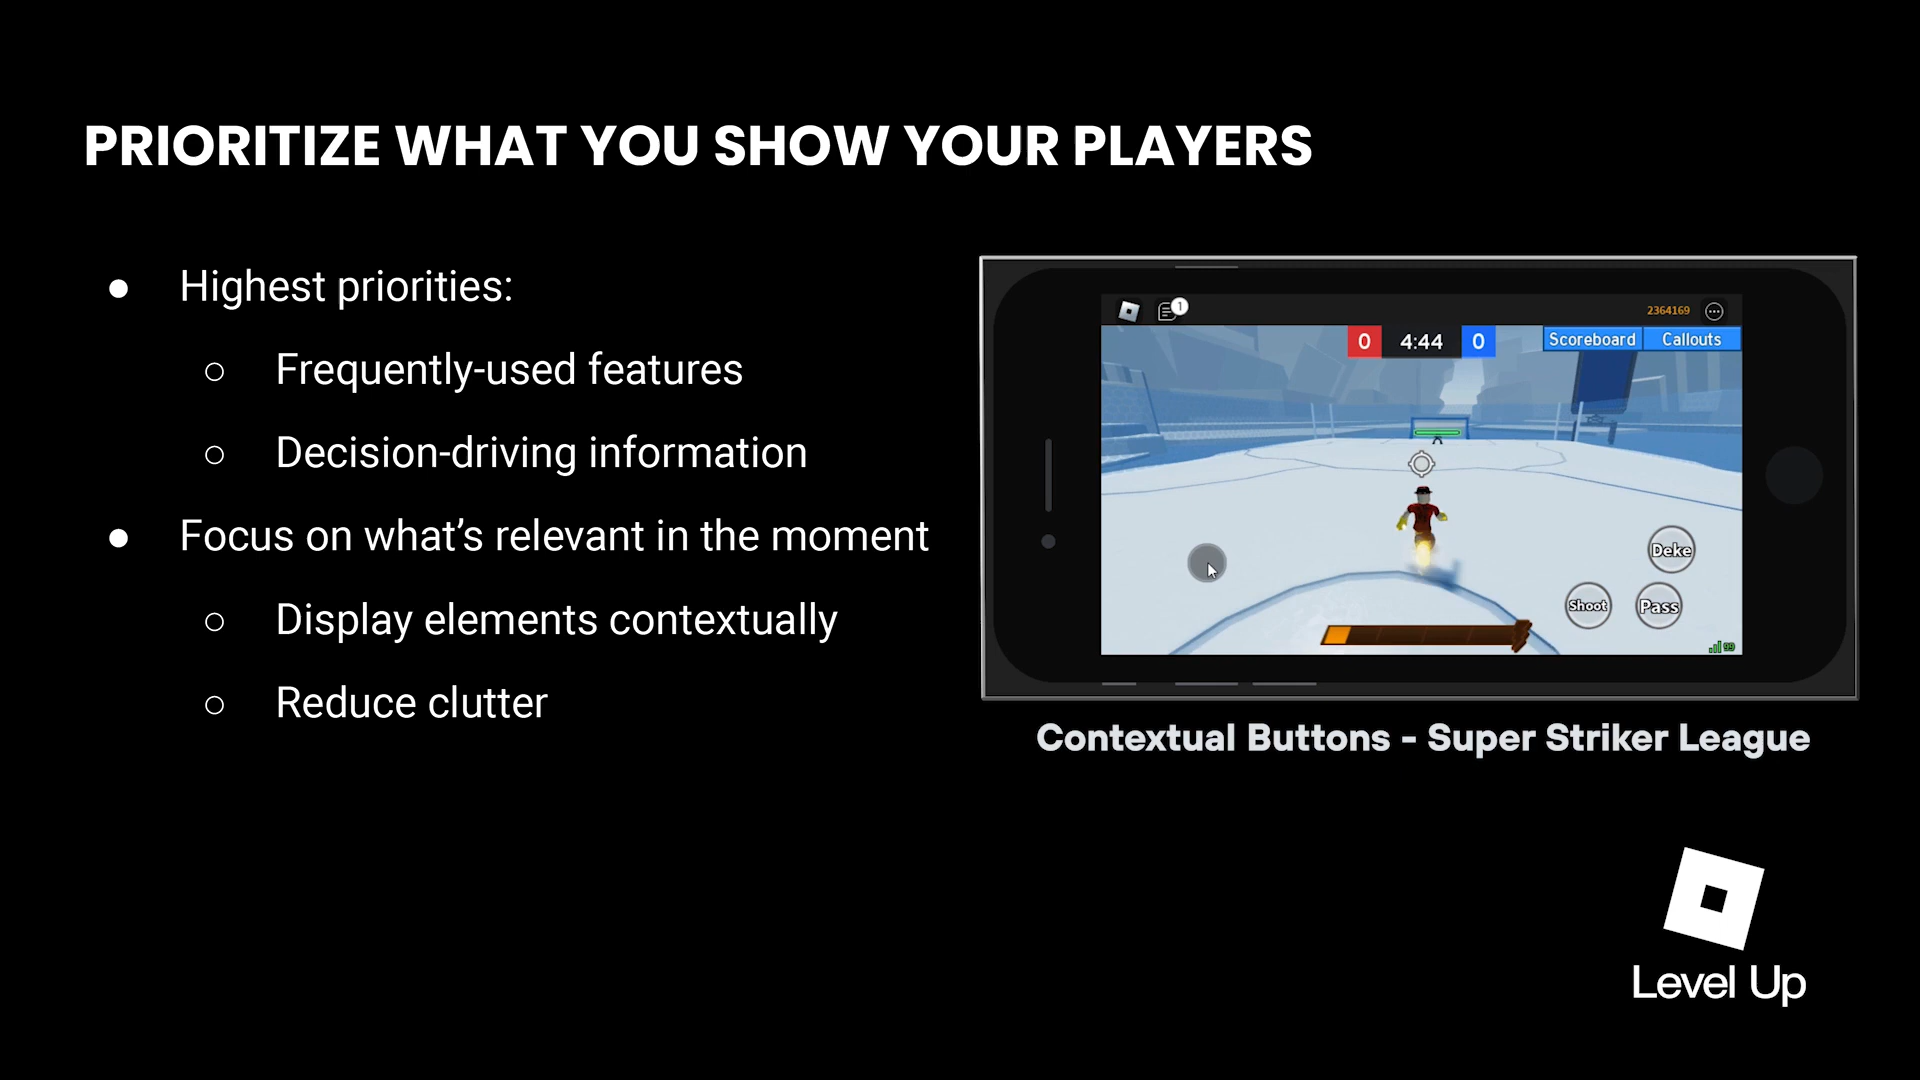 PRIORITIZE WHAT YOU SHOW YOUR PLAYERS
Highest priorities:
Frequently-used features
Decision-driving information
Focus on what’s relevant in the moment
Display elements contextually
Reduce clutter
1
2364169
0 4:44 0
Scoreboard Callouts
Deke
Shoot Pass
99
Contextual Buttons - Super Striker League
Level Up